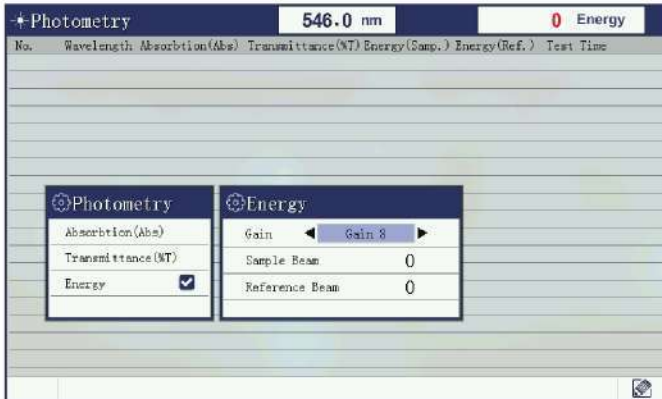 Photometry 546.0 nm 0 Energy
No. Wavelength Absorbtion(Abs) Transmittance(%T) Energy(Samp.) Energy(Ref.) Test Time
Photometry
Absorbtion(Abs)
Transmittance(%T)
Energy
Energy
Gain Gain 8
Sample Beam 0
Reference Beam 0